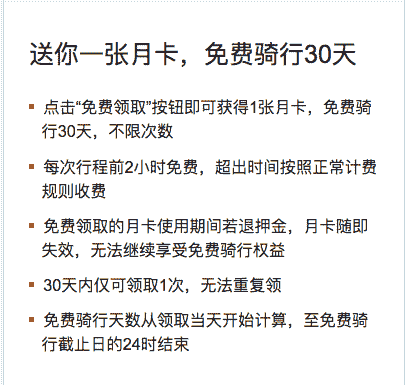 送你一张月卡，免费骑行30天
点击“免费领取”按钮即可获得1张月卡，免费骑
行30天，不限次数
每次行程前2小时免费，超出时间按照正常计费
规则收费
免费领取的月卡使用期间若退押金，月卡随即
失效，无法继续享受免费骑行权益
30天内仅可领取1次，无法重复领
免费骑行天数从领取当天开始计算，至免费骑
行截止日的24时结束